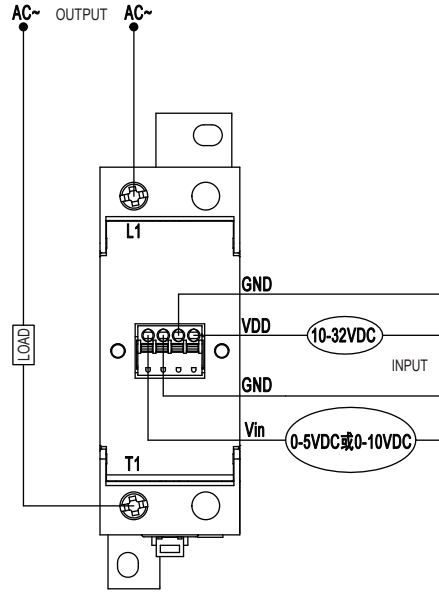 AC~ OUTPUT AC~
L1
GND
VDD 10-32VDC
LOAD
INPUT
GND
Vin 0-5VDC或0-10VDC
T1